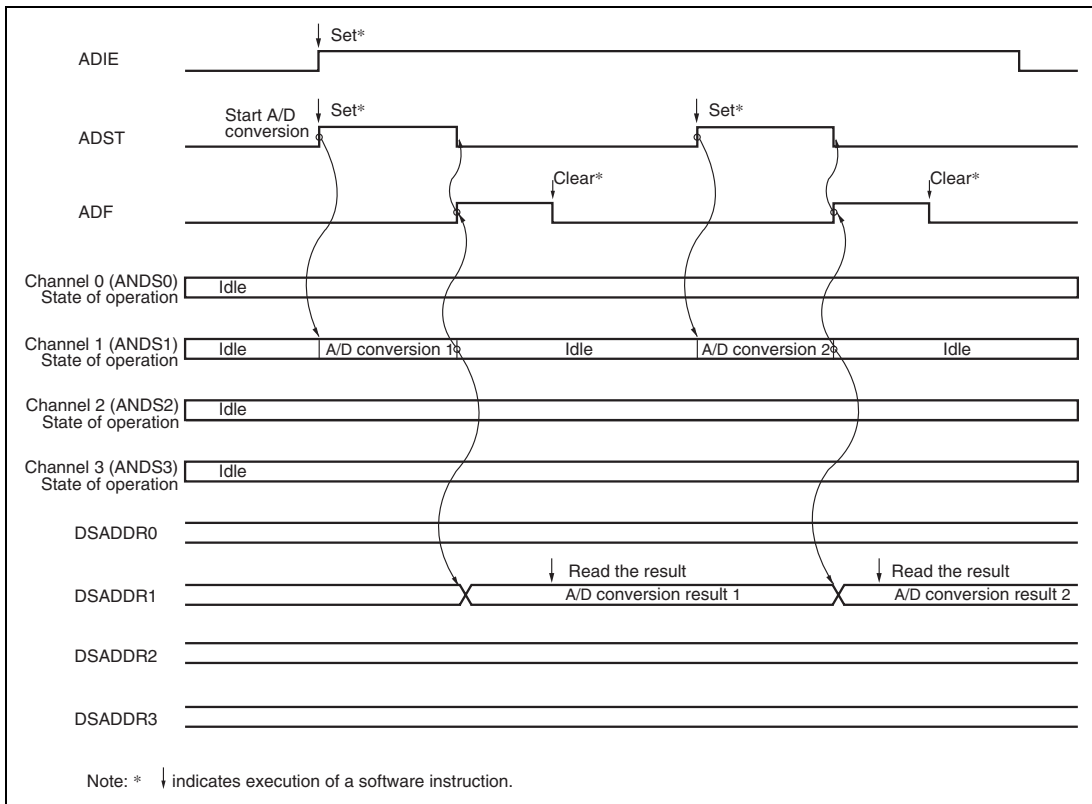 ADIE
Set*
ADST
Start A/D
conversion
Set*
Set*
ADF
Clear*
Clear*
Channel 0 (ANDS0)
State of operation
Idle
Channel 1 (ANDS1)
State of operation
Idle
A/D conversion 1
Idle
A/D conversion 2
Idle
Channel 2 (ANDS2)
State of operation
Idle
Channel 3 (ANDS3)
State of operation
Idle
DSADDR0
DSADDR1
Read the result
A/D conversion result 1
Read the result
A/D conversion result 2
DSADDR2
DSADDR3
Note: * ↓ indicates execution of a software instruction.